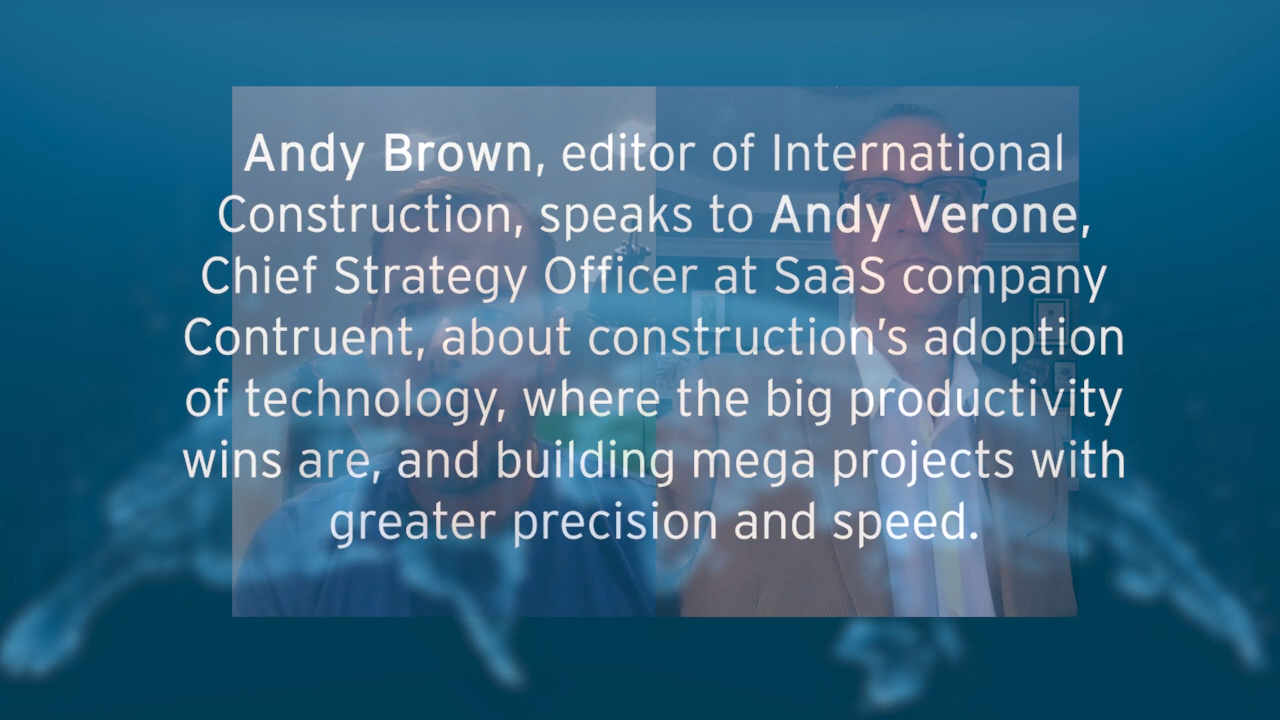 Andy Brown, editor of International
Construction, speaks to Andy Verone,
Chief Strategy Officer at SaaS company
Contruent, about construction’s adoption
of technology, where the big productivity
wins are, and building mega projects with
greater precision and speed.